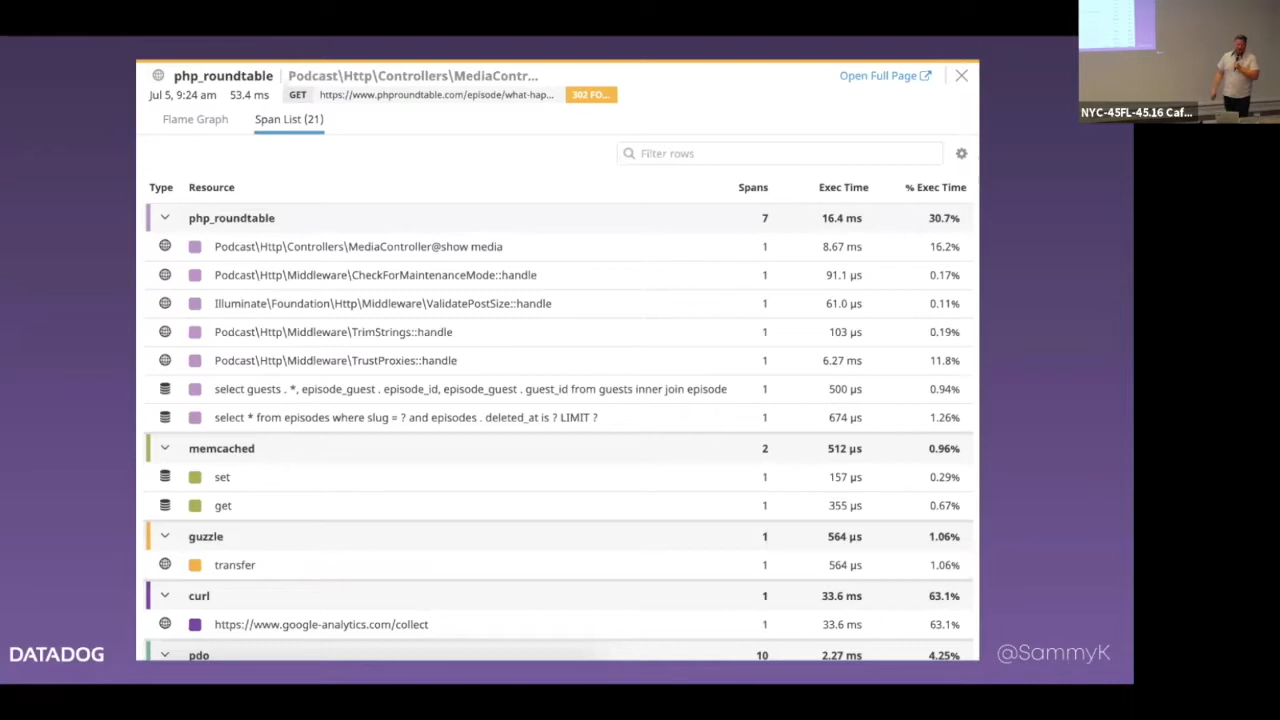 php_roundtable Podcast\Http\Controllers\MediaContr... Open Full Page
Jul 5, 9:24 am 53.4 ms GET https://www.phproundtable.com/episode/what-hap... 302 FO...
Flame Graph Span List (21)
Filter rows
Type Resource Spans Exec Time % Exec Time
php_roundtable 7 16.4 ms 30.7%
Podcast\Http\Controllers\MediaController@show media 1 8.67 ms 16.2%
Podcast\Http\Middleware\CheckForMaintenanceMode::handle 1 91.1 µs 0.17%
Illuminate\Foundation\Http\Middleware\ValidatePostSize::handle 1 61.0 µs 0.11%
Podcast\Http\Middleware\TrimStrings::handle 1 103 µs 0.19%
Podcast\Http\Middleware\TrustProxies::handle 1 6.27 ms 11.8%
select guests . *, episode_guest . episode_id, episode_guest . guest_id from guests inner join episode 1 500 µs 0.94%
select * from episodes where slug = ? and episodes . deleted_at is ? LIMIT ? 1 674 µs 1.26%
memcached 2 512 µs 0.96%
set 1 157 µs 0.29%
get 1 355 µs 0.67%
guzzle 1 564 µs 1.06%
transfer 1 564 µs 1.06%
curl 1 33.6 ms 63.1%
https://www.google-analytics.com/collect 1 33.6 ms 63.1%
pdo 10 2.27 ms 4.25%
DATADOG
@SammyK
NYC-45FL-45.16 Caf...